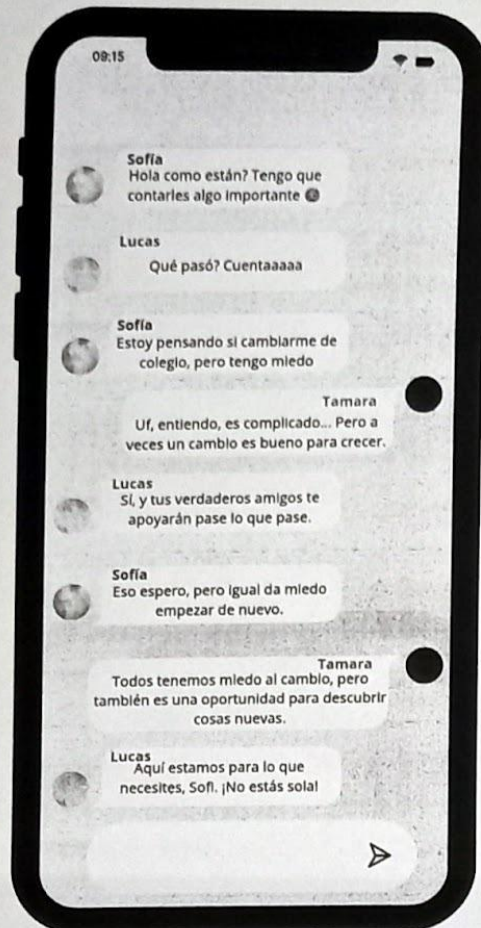 09:15
Sofía
Hola como están? Tengo que
contarles algo importante
Lucas
Qué pasó? Cuentaaaaa
Sofía
Estoy pensando si cambiarme de
colegio, pero tengo miedo
Tamara
Uf, entiendo, es complicado... Pero a
veces un cambio es bueno para crecer.
Lucas
Sí, y tus verdaderos amigos te
apoyarán pase lo que pase.
Sofía
Eso espero, pero igual da miedo
empezar de nuevo.
Tamara
Todos tenemos miedo al cambio, pero
también es una oportunidad para descubrir
cosas nuevas.
Lucas
Aquí estamos para lo que
necesites, Sofi. ¡No estás sola!